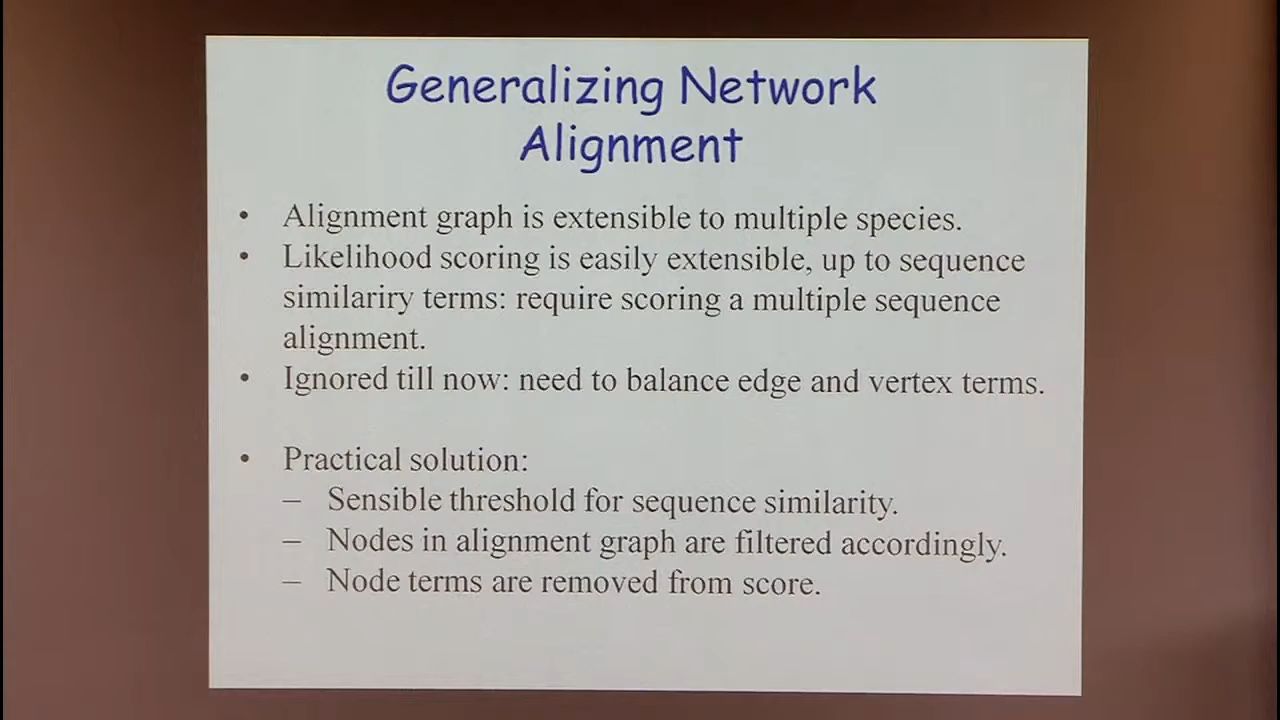 Generalizing Network
Alignment
• Alignment graph is extensible to multiple species.
• Likelihood scoring is easily extensible, up to sequence
similariry terms: require scoring a multiple sequence
alignment.
• Ignored till now: need to balance edge and vertex terms.
• Practical solution:
– Sensible threshold for sequence similarity.
– Nodes in alignment graph are filtered accordingly.
– Node terms are removed from score.